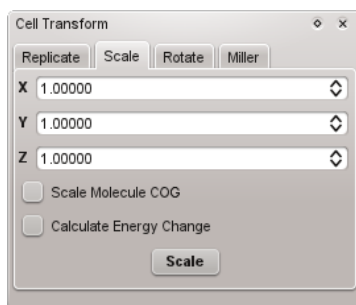 Cell Transform
Replicate Scale Rotate Miller
X 1.00000
Y 1.00000
Z 1.00000
Scale Molecule COG
Calculate Energy Change
Scale